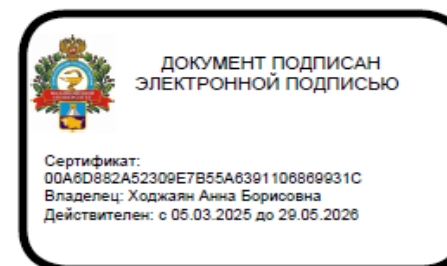 ДОКУМЕНТ ПОДПИСАН
ЭЛЕКТРОННОЙ ПОДПИСЬЮ
Сертификат:
00A6D882A52309E7B55A6391106869931C
Владелец: Ходжаян Анна Борисовна
Действителен: с 05.03.2025 до 29.05.2026